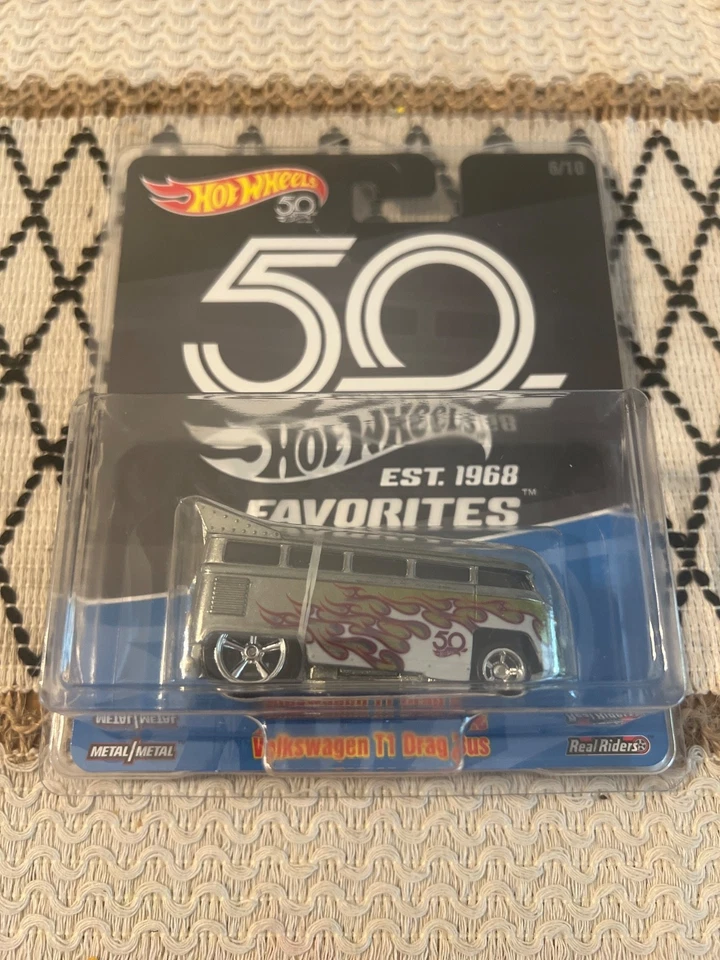 HOT WHEELS
50
6/10
50
HOT WHEELS
EST. 1968
FAVORITES™
50
METAL/METAL
Volkswagen T1 Drag Bus
Real Riders